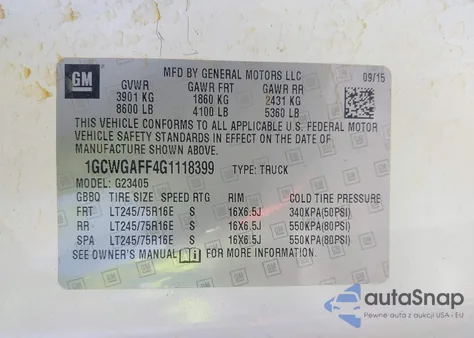 GM
MFD BY GENERAL MOTORS LLC 09/15
GVWR GAWR FRT GAWR RR
3901 KG 1860 KG 2431 KG
8600 LB 4100 LB 5360 LB
THIS VEHICLE CONFORMS TO ALL APPLICABLE U.S. FEDERAL MOTOR
VEHICLE SAFETY STANDARDS IN EFFECT ON THE DATE OF
MANUFACTURE SHOWN ABOVE.
1GCWGAFF4G1118399 TYPE: TRUCK
MODEL: G23405
GBBQ TIRE SIZE SPEED RTG RIM COLD TIRE PRESSURE
FRT LT245/75R16E S 16X6.5J 340KPA(50PSI)
RR LT245/75R16E S 16X6.5J 550KPA(80PSI)
SPA LT245/75R16E S 16X6.5J 550KPA(80PSI)
SEE OWNER'S MANUAL FOR MORE INFORMATION.
autoSnap
Pewne auta z aukcji USA i EU